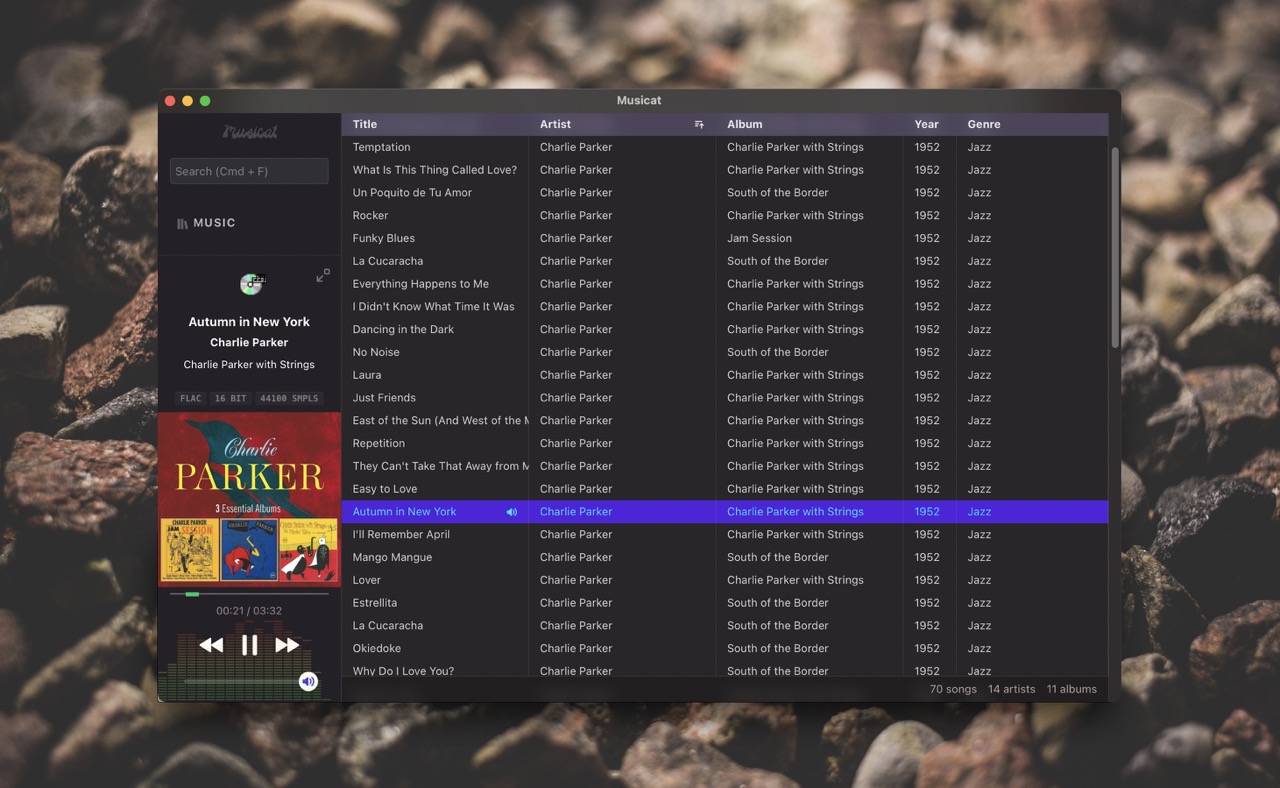 Musicat
Musicat
Search (Cmd + F)
MUSIC
Autumn in New York
Charlie Parker
Charlie Parker with Strings
FLAC 16 BIT 44100 SMPLS
Charlie
PARKER
3 Essential Albums
CHARLIE PARKER
JAM SESSION
CHARLIE PARKER
00:21 / 03:32
Title Artist Album Year Genre
Temptation Charlie Parker Charlie Parker with Strings 1952 Jazz
What Is This Thing Called Love? Charlie Parker Charlie Parker with Strings 1952 Jazz
Un Poquito de Tu Amor Charlie Parker South of the Border 1952 Jazz
Rocker Charlie Parker Charlie Parker with Strings 1952 Jazz
Funky Blues Charlie Parker Jam Session 1952 Jazz
La Cucaracha Charlie Parker South of the Border 1952 Jazz
Everything Happens to Me Charlie Parker Charlie Parker with Strings 1952 Jazz
I Didn't Know What Time It Was Charlie Parker Charlie Parker with Strings 1952 Jazz
Dancing in the Dark Charlie Parker Charlie Parker with Strings 1952 Jazz
No Noise Charlie Parker South of the Border 1952 Jazz
Laura Charlie Parker Charlie Parker with Strings 1952 Jazz
Just Friends Charlie Parker Charlie Parker with Strings 1952 Jazz
East of the Sun (And West of the M Charlie Parker Charlie Parker with Strings 1952 Jazz
Repetition Charlie Parker Charlie Parker with Strings 1952 Jazz
They Can't Take That Away from M Charlie Parker Charlie Parker with Strings 1952 Jazz
Easy to Love Charlie Parker Charlie Parker with Strings 1952 Jazz
Autumn in New York Charlie Parker Charlie Parker with Strings 1952 Jazz
I'll Remember April Charlie Parker Charlie Parker with Strings 1952 Jazz
Mango Mangue Charlie Parker South of the Border 1952 Jazz
Lover Charlie Parker Charlie Parker with Strings 1952 Jazz
Estrellita Charlie Parker South of the Border 1952 Jazz
La Cucaracha Charlie Parker South of the Border 1952 Jazz
Okiedoke Charlie Parker South of the Border 1952 Jazz
Why Do I Love You? Charlie Parker South of the Border 1952 Jazz
70 songs 14 artists 11 albums